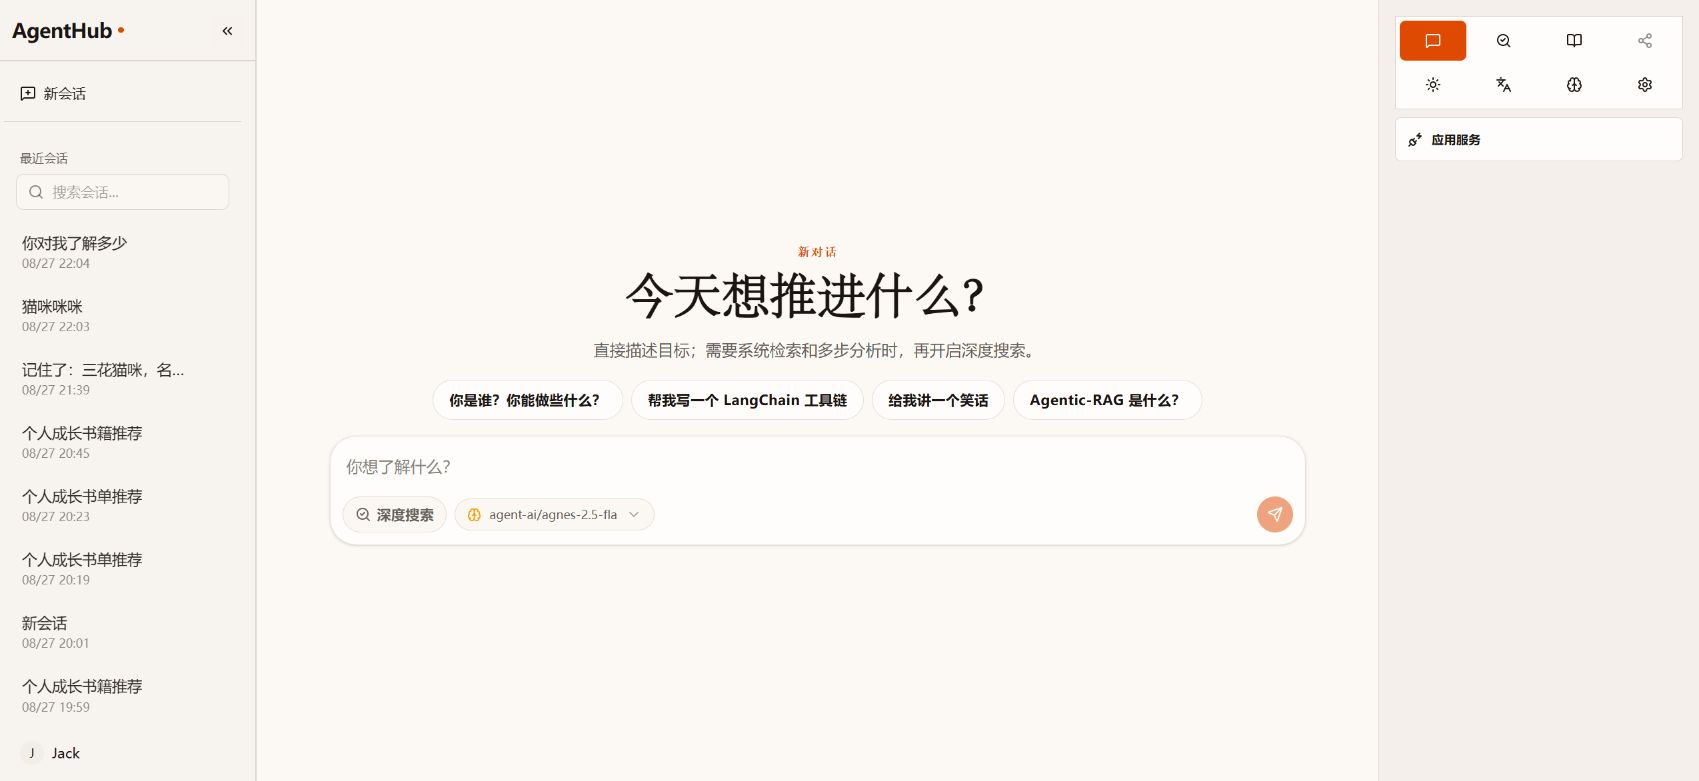 AgentHub
新会话
最近会话
搜索会话...
你对我了解多少
08/27 22:04
猫咪咪咪
08/27 22:03
记住了：三花猫咪，名...
08/27 21:39
个人成长书籍推荐
08/27 20:45
个人成长书单推荐
08/27 20:23
个人成长书单推荐
08/27 20:19
新会话
08/27 20:01
个人成长书籍推荐
08/27 19:59
J Jack
新对话
今天想推进什么?
直接描述目标；需要系统检索和多步分析时，再开启深度搜索。
你是谁？你能做些什么？
帮我写一个 LangChain 工具链
给我讲一个笑话
Agentic-RAG 是什么？
你想了解什么？
深度搜索
agent-ai/agnes-2.5-fla
应用服务